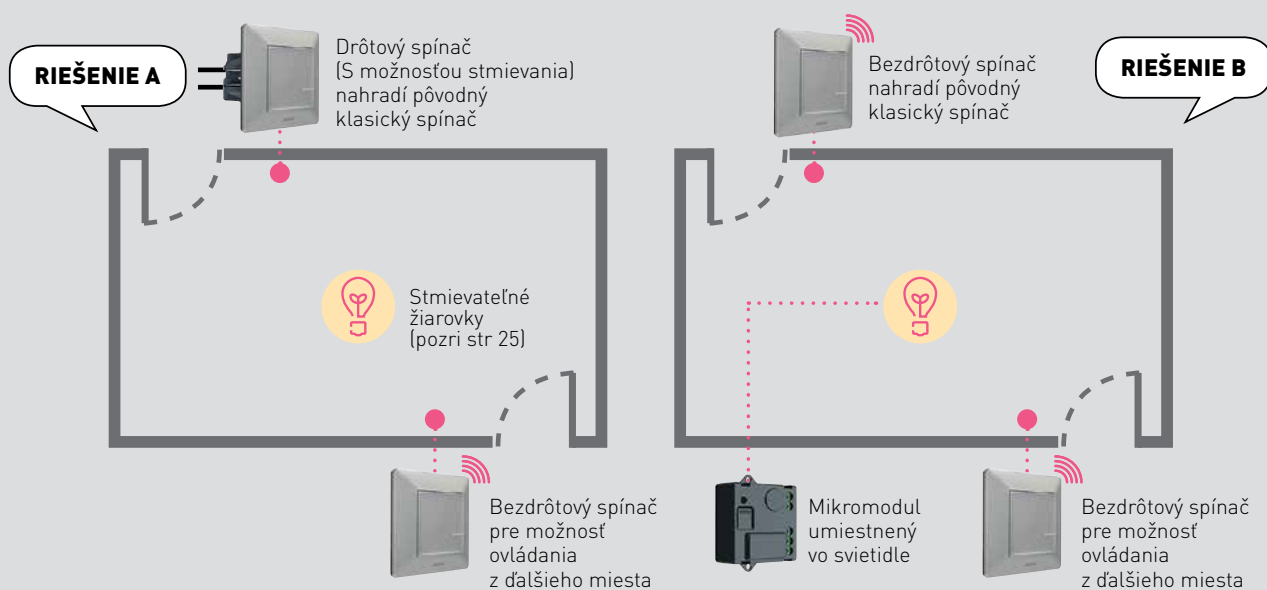 RIEŠENIE A
Drôtový spínač
(S možnosťou stmievania)
nahradí pôvodný
klasický spínač
Stmievateľné
žiarovky
(pozri str 25)
Bezdrôtový spínač
pre možnosť
ovládania
z ďalšieho miesta
RIEŠENIE B
Bezdrôtový spínač
nahradí pôvodný
klasický spínač
Mikromodul
umiestnený
vo svietidle
Bezdrôtový spínač
pre možnosť
ovládania
z ďalšieho miesta